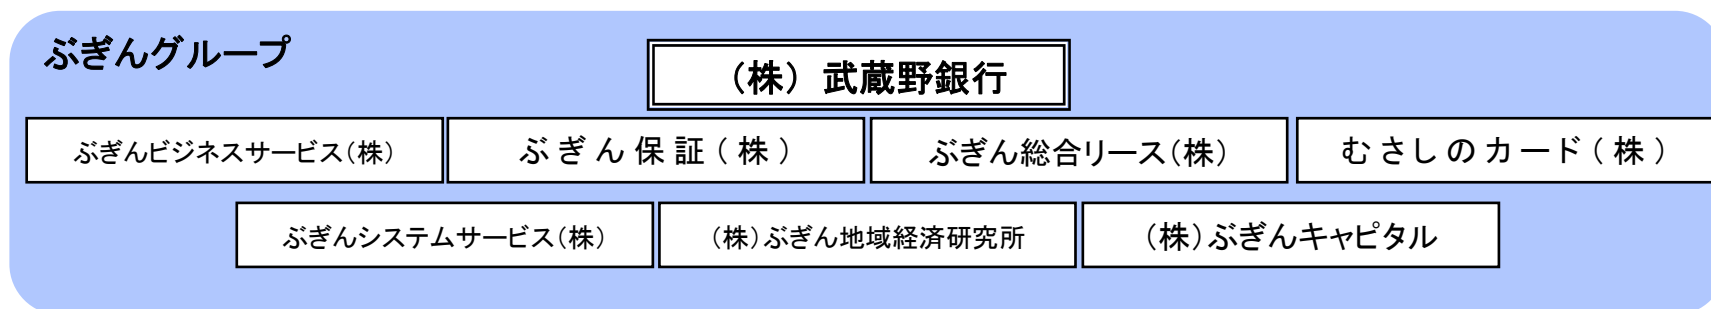 ぶぎんグループ
（株） 武蔵野銀行
ぶぎんビジネスサービス（株）
ぶぎん保証（株）
ぶぎん総合リース（株）
むさしのカード（株）
ぶぎんシステムサービス（株）
（株）ぶぎん地域経済研究所
（株）ぶぎんキャピタル